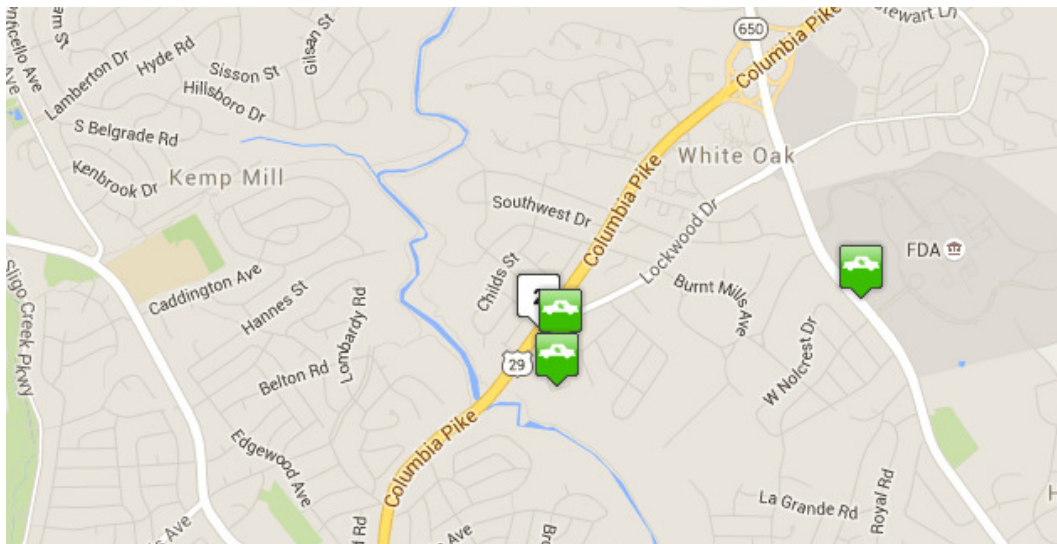 Stewart Ln
650
Columbia Pike
Gilsan St
Hyde Rd
Sisson St
Lamberton Dr
Hillsboro Dr
S Belgrade Rd
Kenbrook Dr
Kemp Mill
White Oak
Columbia Pike
Southwest Dr
Lockwood Dr
FDA
Childs St
Burnt Mills Ave
Caddington Ave
Hannes St
Lombardy Rd
Sligo Creek Pkwy
29
Belton Rd
W Nolcrest Dr
Columbia Pike
Edgewood Ave
La Grande Rd
Royal Rd